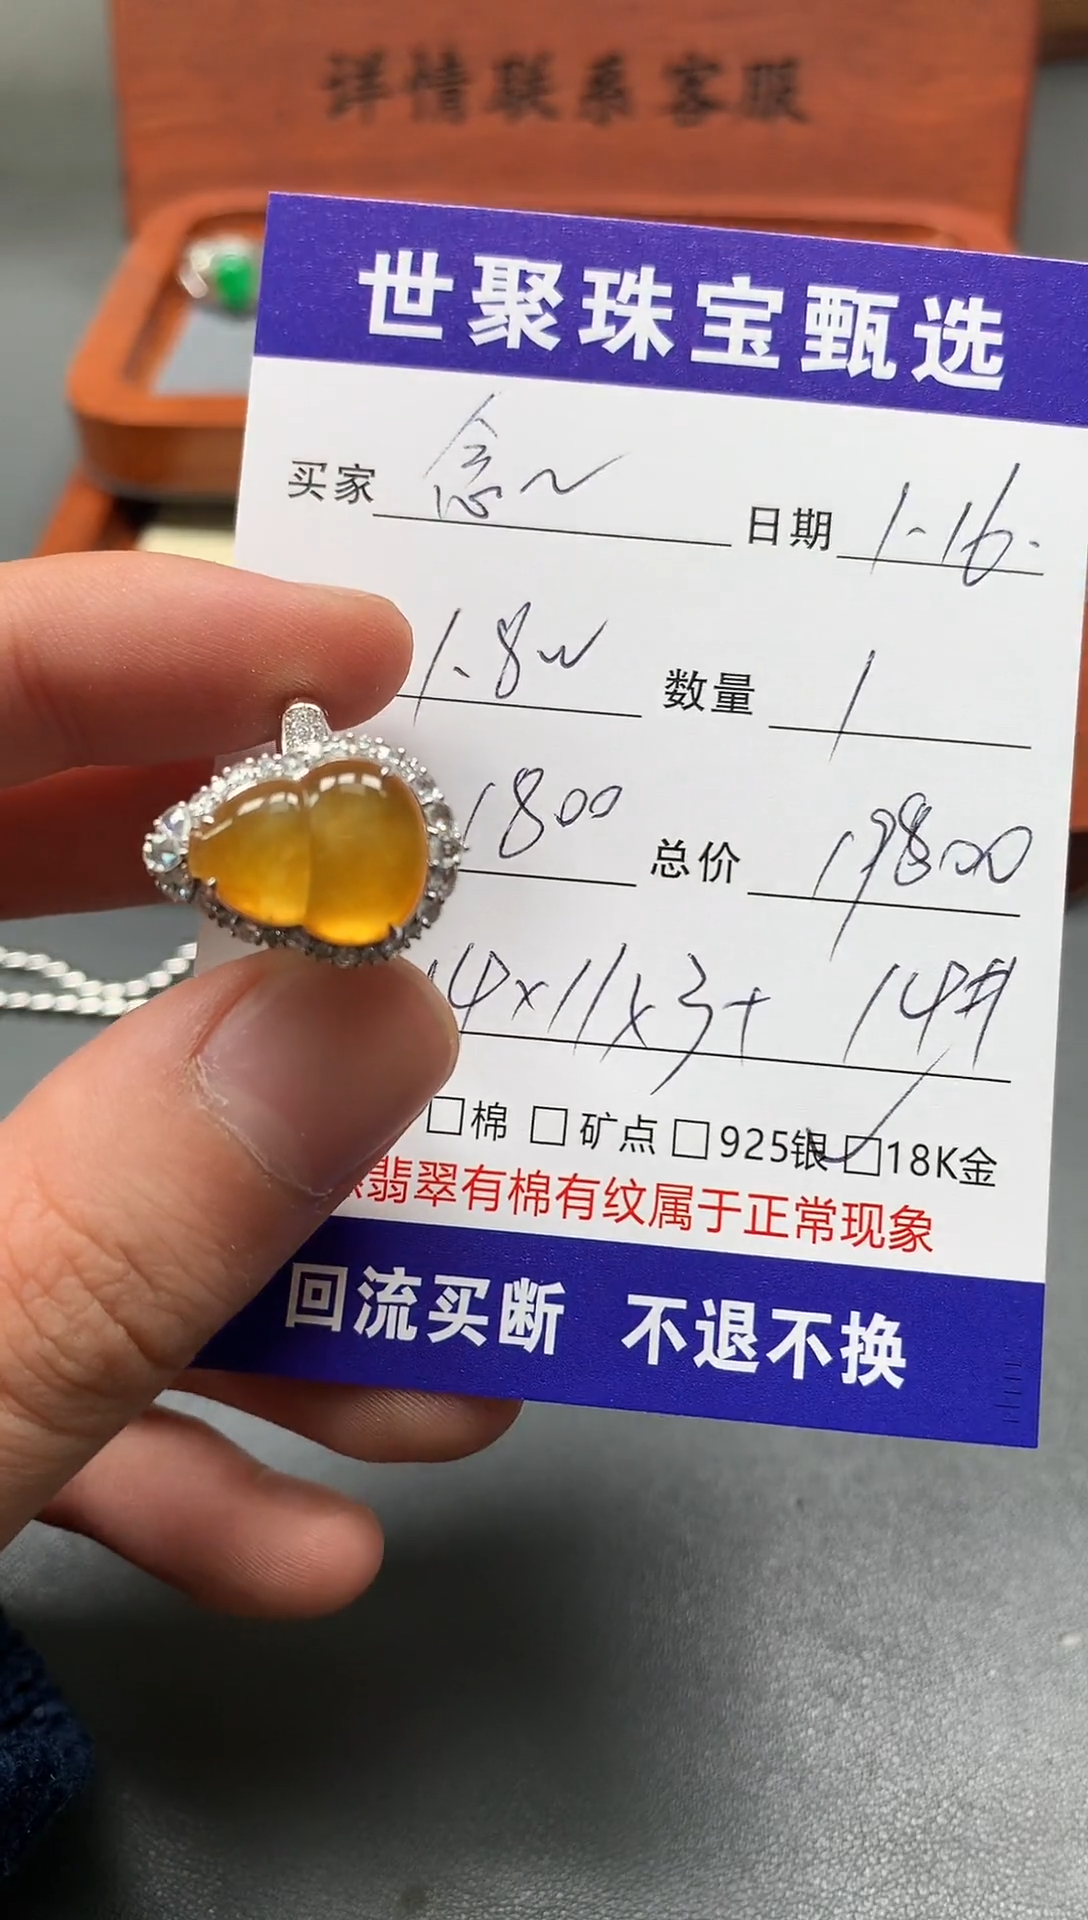 详情联系客服
世聚珠宝甄选
买家 念~ 日期 1.16.
1.8w 数量 1
1800 总价 19800
14×11×3+ 14#
□棉 □矿点 □925银 ☑18K金
翡翠有棉有纹属于正常现象
回流买断 不退不换